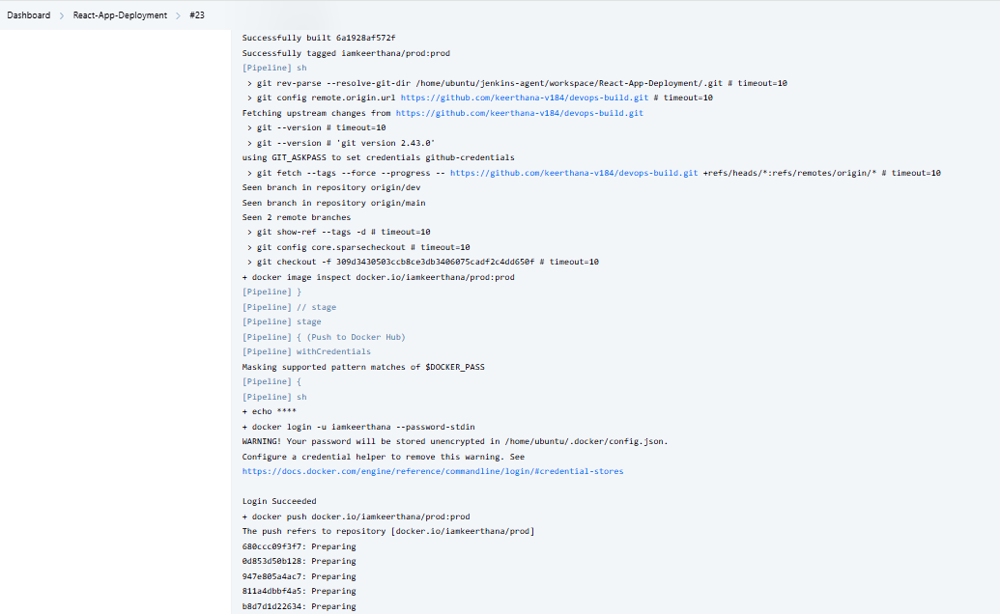 Dashboard > React-App-Deployment > #23
Successfully built 6a1928af572f
Successfully tagged iamkeerthana/prod:prod
[Pipeline] sh
> git rev-parse --resolve-git-dir /home/ubuntu/jenkins-agent/workspace/React-App-Deployment/.git # timeout=10
> git config remote.origin.url https://github.com/keerthana-v184/devops-build.git # timeout=10
Fetching upstream changes from https://github.com/keerthana-v184/devops-build.git
> git --version # timeout=10
> git --version # 'git version 2.43.0'
using GIT_ASKPASS to set credentials github-credentials
> git fetch --tags --force --progress -- https://github.com/keerthana-v184/devops-build.git +refs/heads/*:refs/remotes/origin/* # timeout=10
Seen branch in repository origin/dev
Seen branch in repository origin/main
Seen 2 remote branches
> git show-ref --tags -d # timeout=10
> git config core.sparsecheckout # timeout=10
> git checkout -f 309d3430503ccb8ce3db3406075cadf2c4dd650f # timeout=10
+ docker image inspect docker.io/iamkeerthana/prod:prod
[Pipeline] }
[Pipeline] // stage
[Pipeline] stage
[Pipeline] { (Push to Docker Hub)
[Pipeline] withCredentials
Masking supported pattern matches of $DOCKER_PASS
[Pipeline] {
[Pipeline] sh
+ echo ****
+ docker login -u iamkeerthana --password-stdin
WARNING! Your password will be stored unencrypted in /home/ubuntu/.docker/config.json.
Configure a credential helper to remove this warning. See
https://docs.docker.com/engine/reference/commandline/login/#credential-stores
Login Succeeded
+ docker push docker.io/iamkeerthana/prod:prod
The push refers to repository [docker.io/iamkeerthana/prod]
680ccc09f3f7: Preparing
0d853d50b128: Preparing
947e805a4ac7: Preparing
811a4dbbf4a5: Preparing
b8d7d1d22634: Preparing